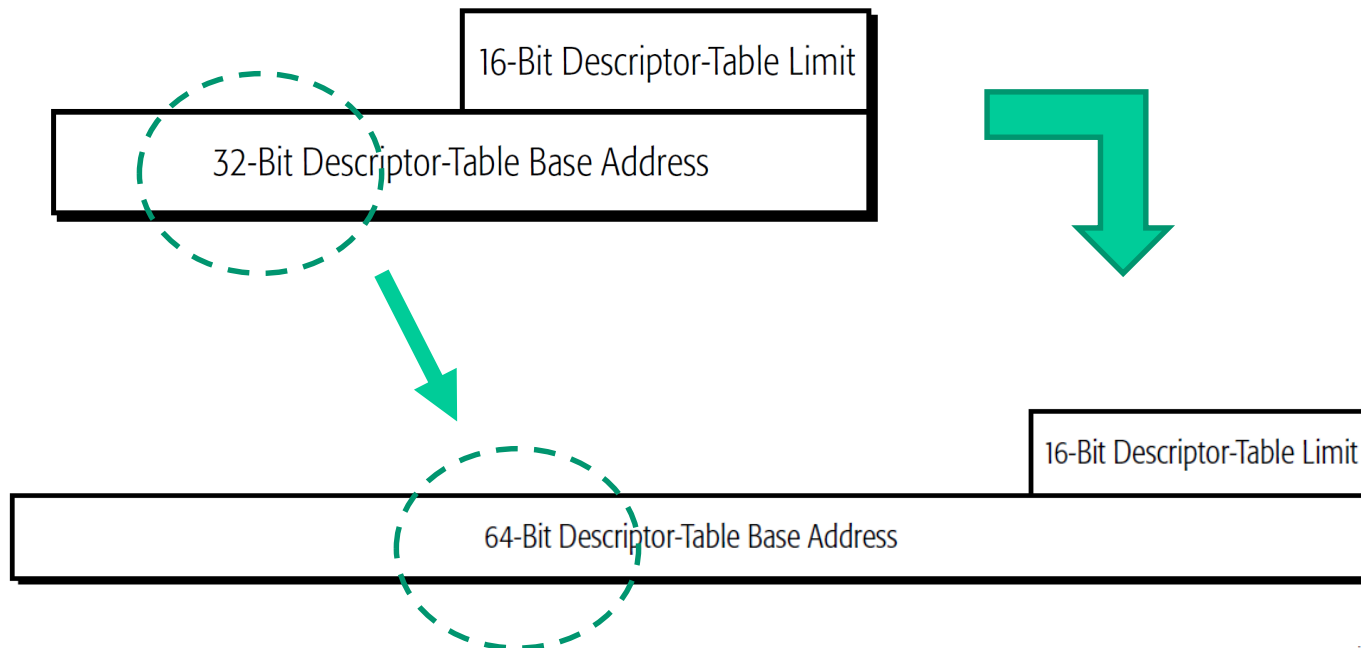 16-Bit Descriptor-Table Limit
32-Bit Descriptor-Table Base Address
16-Bit Descriptor-Table Limit
64-Bit Descriptor-Table Base Address